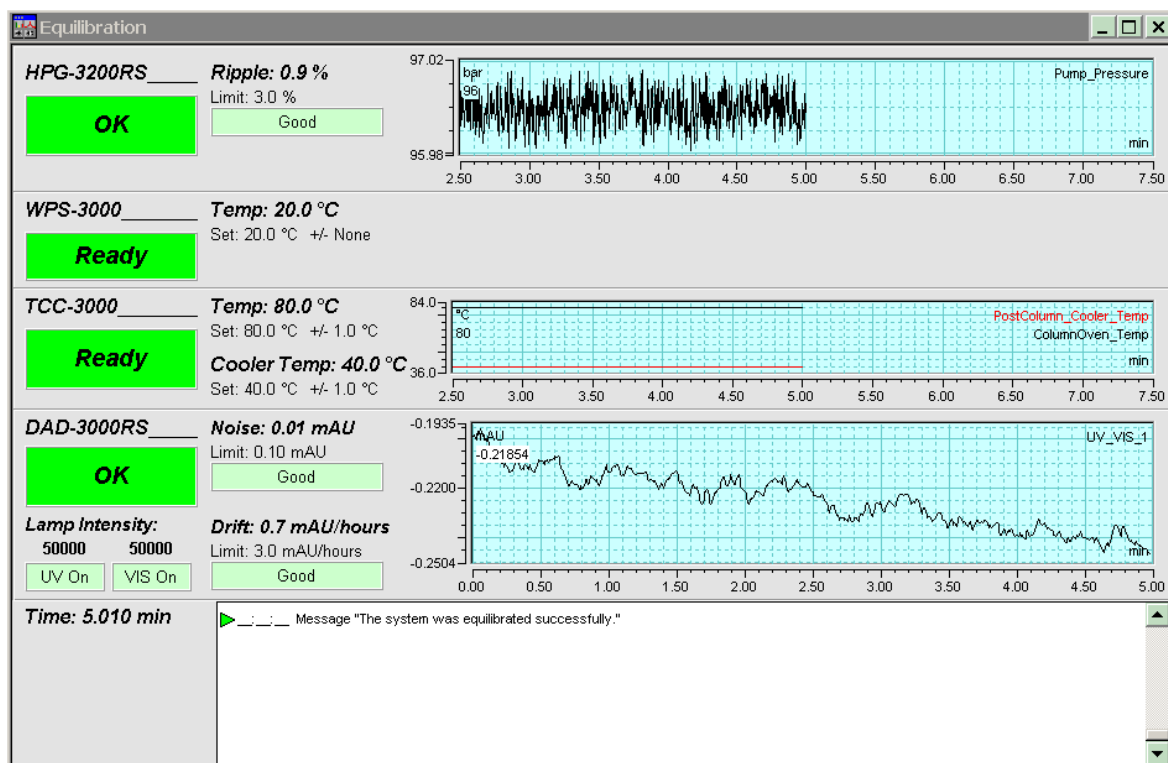 Equilibration
HPG-3200RS_____ Ripple: 0.9 %
Limit: 3.0 %
OK
Good
97.02
bar
96
Pump_Pressure
min
95.98
2.50 3.00 3.50 4.00 4.50 5.00 5.50 6.00 6.50 7.00 7.50
WPS-3000________ Temp: 20.0 °C
Set: 20.0 °C +/- None
Ready
TCC-3000________ Temp: 80.0 °C
Set: 80.0 °C +/- 1.0 °C
Ready
Cooler Temp: 40.0 °C
Set: 40.0 °C +/- 1.0 °C
84.0
°C
80
PostColumn_Cooler_Temp
ColumnOven_Temp
min
36.0
2.50 3.00 3.50 4.00 4.50 5.00 5.50 6.00 6.50 7.00 7.50
DAD-3000RS_____ Noise: 0.01 mAU
Limit: 0.10 mAU
OK
Good
Lamp Intensity: Drift: 0.7 mAU/hours
50000 50000 Limit: 3.0 mAU/hours
UV On VIS On Good
-0.1935
mAU
-0.21854
UV_VIS_1
-0.2200
min
-0.2504
0.00 0.50 1.00 1.50 2.00 2.50 3.00 3.50 4.00 4.50 5.00
Time: 5.010 min
__:__:__ Message "The system was equilibrated successfully."